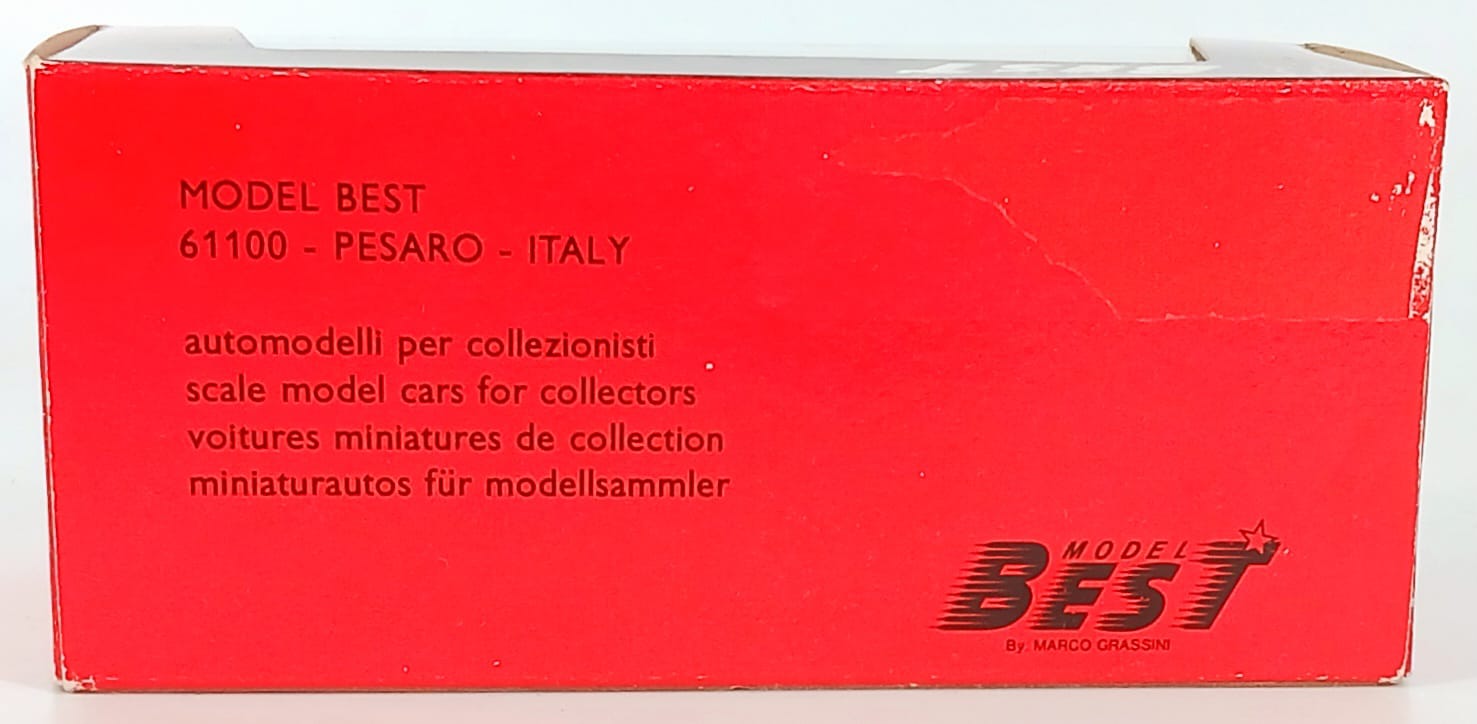 MODEL BEST
61100 - PESARO - ITALY
automodelli per collezionisti
scale model cars for collectors
voitures miniatures de collection
miniaturautos für modellsammler
MODEL
BEST
By. MARCO GRASSINI